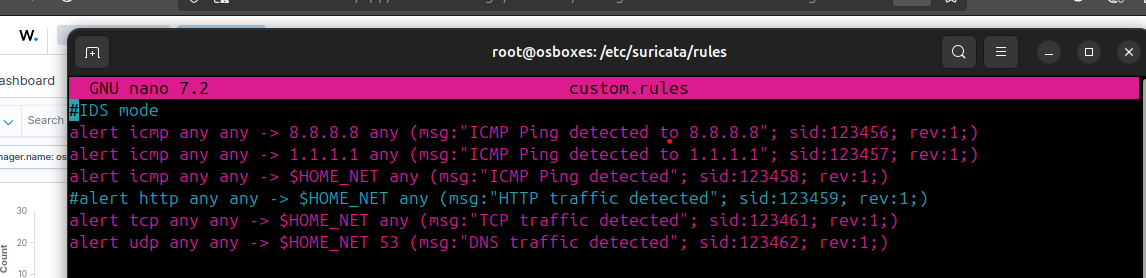 W.
root@osboxes: /etc/suricata/rules
ashboard
GNU nano 7.2 custom.rules
#IDS mode
Search
alert icmp any any -> 8.8.8.8 any (msg:"ICMP Ping detected to 8.8.8.8"; sid:123456; rev:1;)
alert icmp any any -> 1.1.1.1 any (msg:"ICMP Ping detected to 1.1.1.1"; sid:123457; rev:1;)
nager.name: os
alert icmp any any -> $HOME_NET any (msg:"ICMP Ping detected"; sid:123458; rev:1;)
#alert http any any -> $HOME_NET any (msg:"HTTP traffic detected"; sid:123459; rev:1;)
30
alert tcp any any -> $HOME_NET any (msg:"TCP traffic detected"; sid:123461; rev:1;)
20
alert udp any any -> $HOME_NET 53 (msg:"DNS traffic detected"; sid:123462; rev:1;)
Count
10